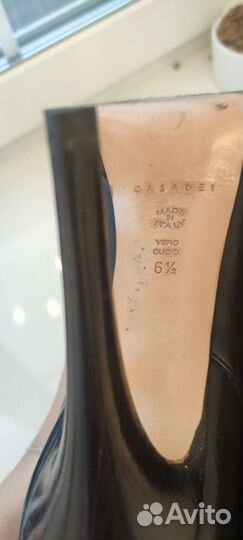 CASADEI
MADE
IN
ITALY
VERO
CUOIO
6½
Avito